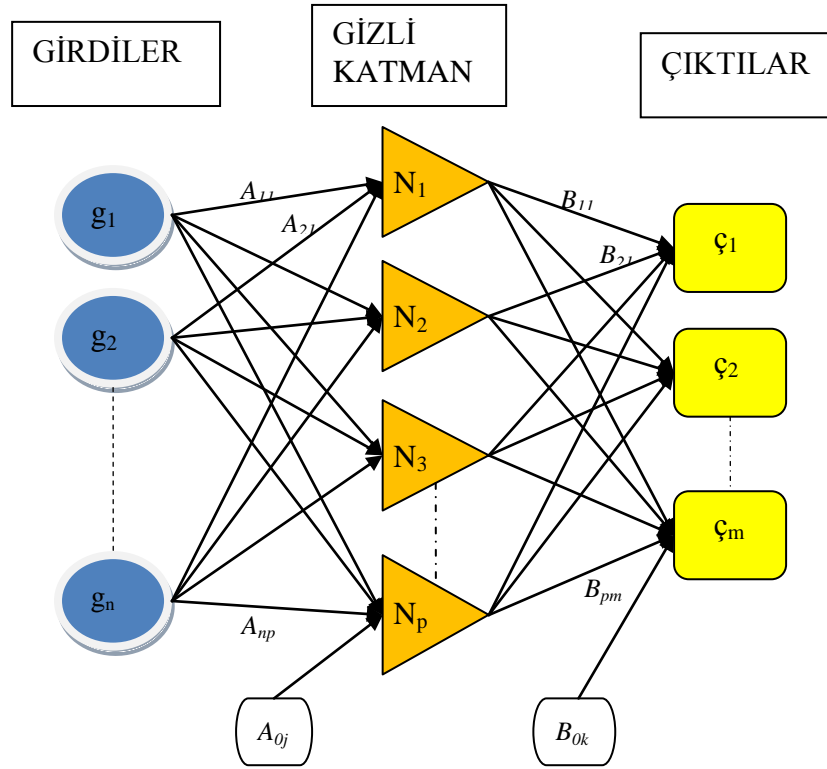 GİRDİLER
GİZLİ
KATMAN
ÇIKTILAR
g1
g2
gn
A11
A21
Anp
A0j
N1
N2
N3
Np
B11
B21
Bpm
B0k
ç1
ç2
çm